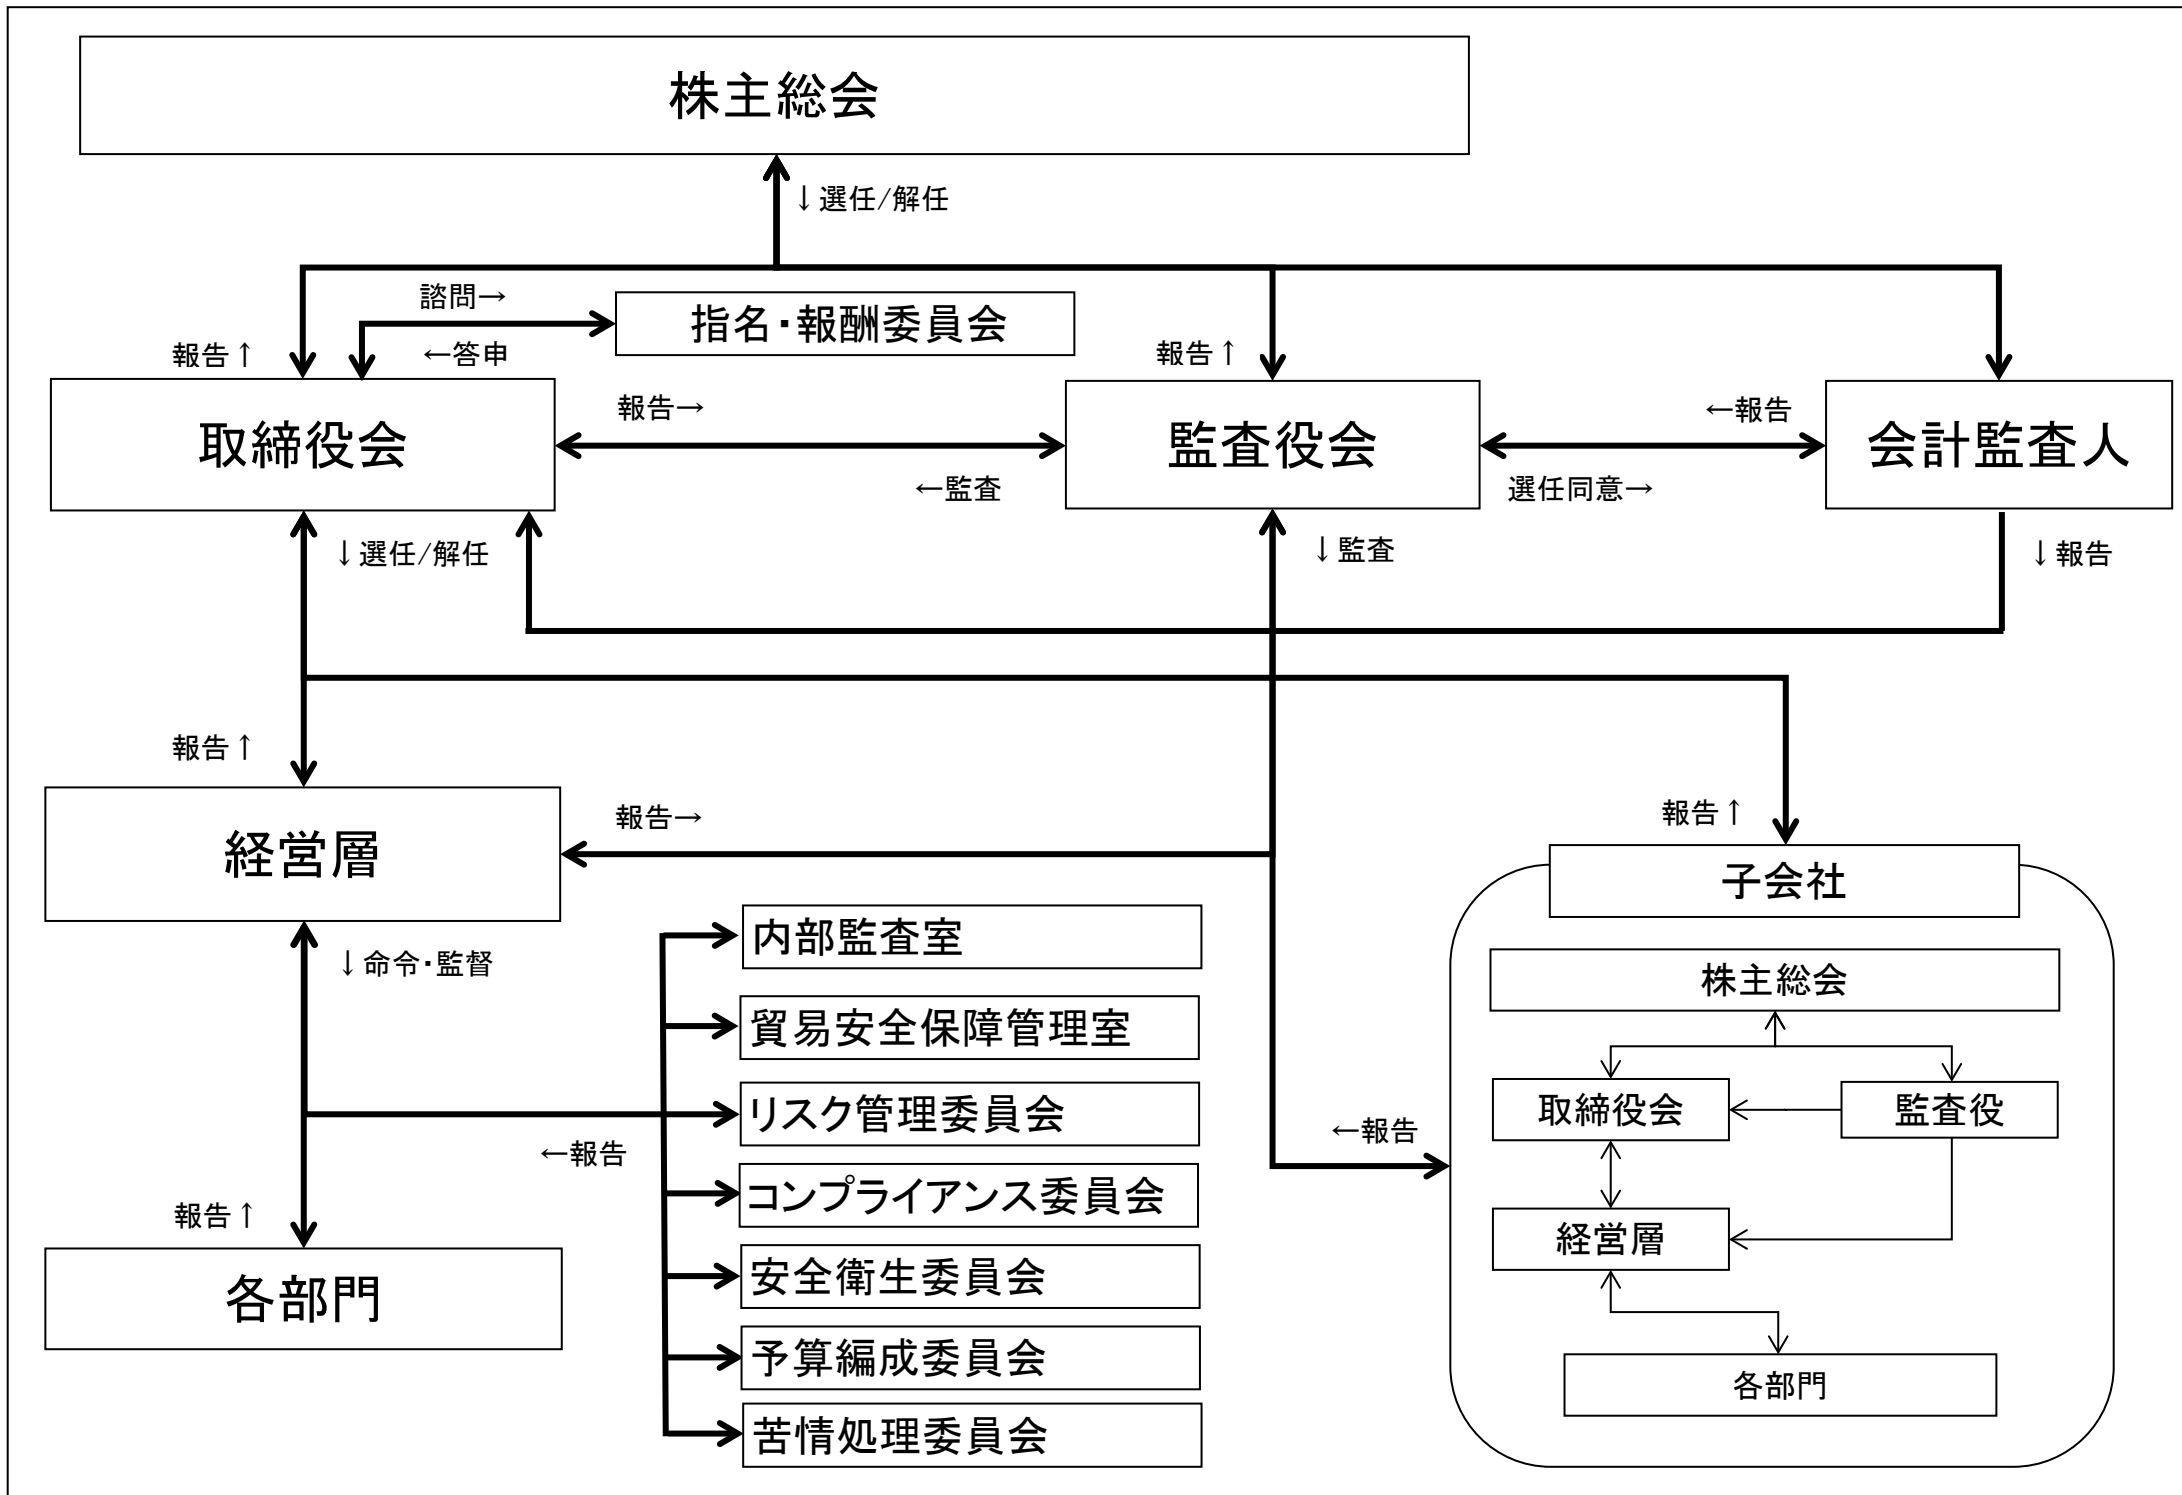 株主総会
↓選任/解任
諮問→
指名・報酬委員会
報告↑
←答申
報告↑
報告→
←報告
取締役会
監査役会
会計監査人
←監査
選任同意→
↓選任/解任
↓監査
↓報告
報告↑
報告→
報告↑
経営層
子会社
内部監査室
↓命令・監督
株主総会
貿易安全保障管理室
リスク管理委員会
取締役会
監査役
←報告
←報告
コンプライアンス委員会
報告↑
経営層
安全衛生委員会
各部門
予算編成委員会
各部門
苦情処理委員会